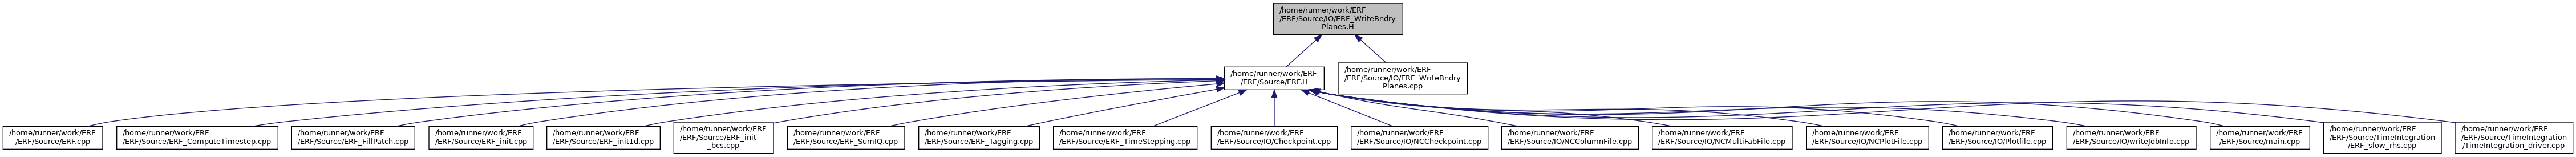 /home/runner/work/ERF
/ERF/Source/IO/ERF_WriteBndry
Planes.H
/home/runner/work/ERF
/ERF/Source/ERF.H
/home/runner/work/ERF
/ERF/Source/IO/ERF_WriteBndry
Planes.cpp
/home/runner/work/ERF
/ERF/Source/ERF.cpp
/home/runner/work/ERF
/ERF/Source/ERF_ComputeTimestep.cpp
/home/runner/work/ERF
/ERF/Source/ERF_FillPatch.cpp
/home/runner/work/ERF
/ERF/Source/ERF_init.cpp
/home/runner/work/ERF
/ERF/Source/ERF_init1d.cpp
/home/runner/work/ERF
/ERF/Source/ERF_init
_bcs.cpp
/home/runner/work/ERF
/ERF/Source/ERF_SumIQ.cpp
/home/runner/work/ERF
/ERF/Source/ERF_Tagging.cpp
/home/runner/work/ERF
/ERF/Source/ERF_TimeStepping.cpp
/home/runner/work/ERF
/ERF/Source/IO/Checkpoint.cpp
/home/runner/work/ERF
/ERF/Source/IO/NCCheckpoint.cpp
/home/runner/work/ERF
/ERF/Source/IO/NCColumnFile.cpp
/home/runner/work/ERF
/ERF/Source/IO/NCMultiFabFile.cpp
/home/runner/work/ERF
/ERF/Source/IO/NCPlotFile.cpp
/home/runner/work/ERF
/ERF/Source/IO/Plotfile.cpp
/home/runner/work/ERF
/ERF/Source/IO/writeJobInfo.cpp
/home/runner/work/ERF
/ERF/Source/main.cpp
/home/runner/work/ERF
/ERF/Source/TimeIntegration
/ERF_slow_rhs.cpp
/home/runner/work/ERF
/ERF/Source/TimeIntegration
/TimeIntegration_driver.cpp